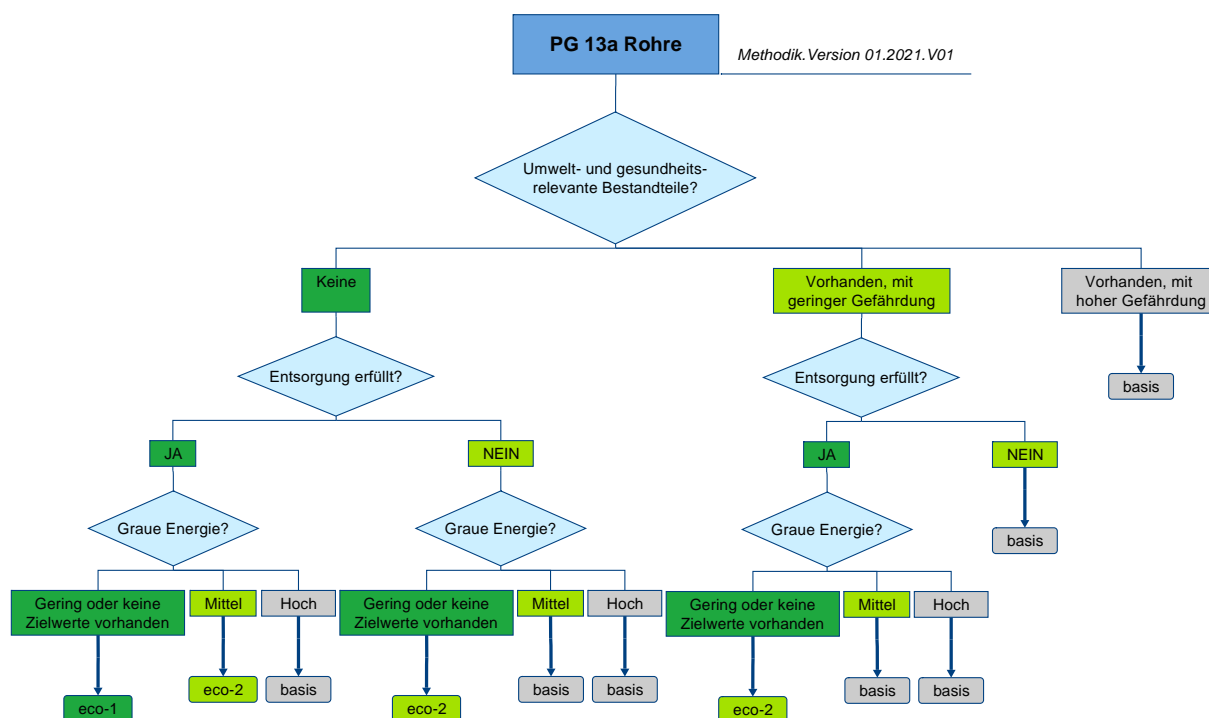 PG 13a Rohre
Methodik.Version 01.2021.V01
Umwelt- und gesundheits-
relevante Bestandteile?
Keine
Vorhanden, mit
geringer Gefährdung
Vorhanden, mit
hoher Gefährdung
Entsorgung erfüllt?
Entsorgung erfüllt?
basis
JA
NEIN
JA
NEIN
Graue Energie?
Graue Energie?
Graue Energie?
basis
Gering oder keine
Zielwerte vorhanden
Mittel
Hoch
Gering oder keine
Zielwerte vorhanden
Mittel
Hoch
Gering oder keine
Zielwerte vorhanden
Mittel
Hoch
eco-1
eco-2
basis
eco-2
basis
basis
eco-2
basis
basis